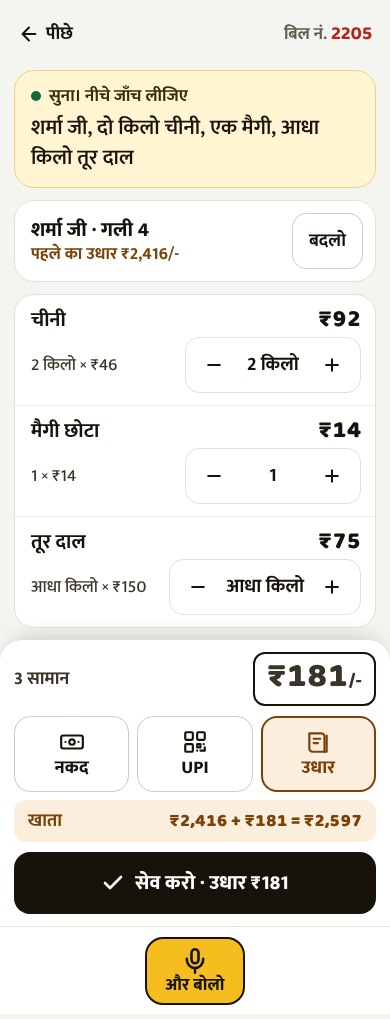 पीछे
बिल नं. 2205
सुना। नीचे जाँच लीजिए
शर्मा जी, दो किलो चीनी, एक मैगी, आधा
किलो तूर दाल
शर्मा जी · गली 4
पहले का उधार ₹2,416/-
बदलो
चीनी
₹92
2 किलो × ₹46
− 2 किलो +
मैगी छोटा
₹14
1 × ₹14
− 1 +
तूर दाल
₹75
आधा किलो × ₹150
− आधा किलो +
3 सामान
₹181/-
नकद
UPI
उधार
खाता
₹2,416 + ₹181 = ₹2,597
सेव करो · उधार ₹181
और बोलो